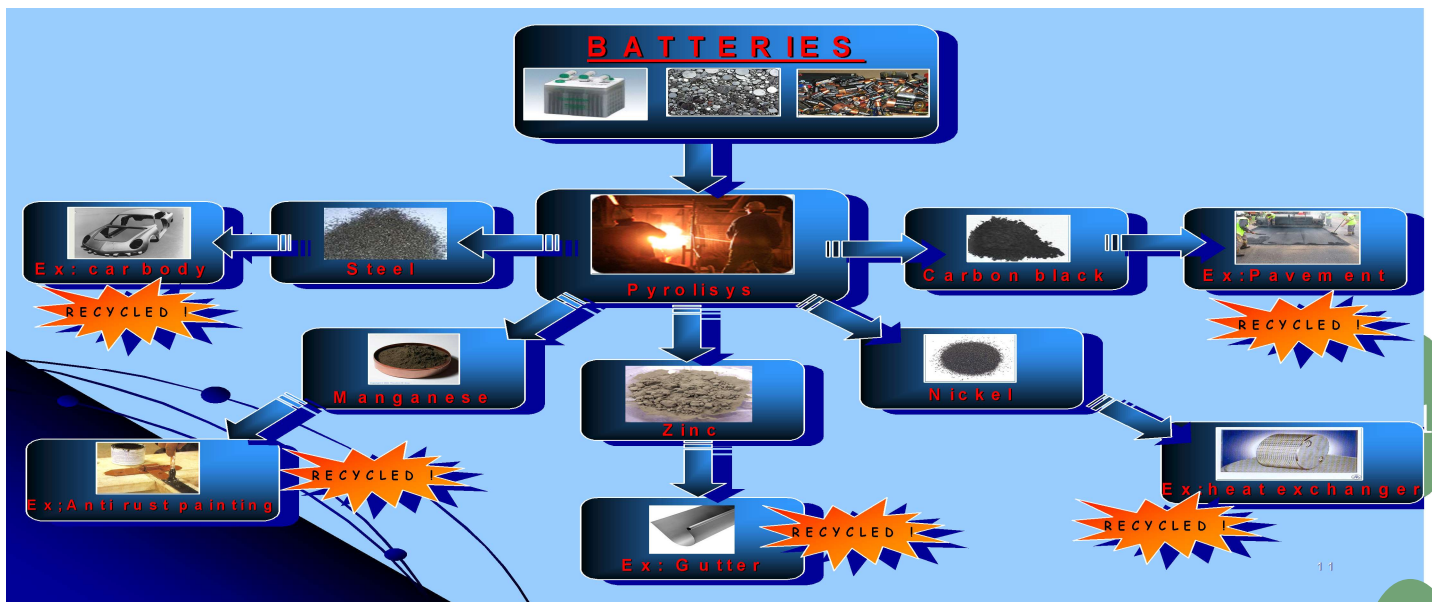 BATTERIES
Pyrolisys
Steel
Ex: car body
RECYCLED !
Carbon black
Ex:Pavement
RECYCLED !
Manganese
Ex;Anti rust painting
RECYCLED !
Zinc
Ex: Gutter
RECYCLED !
Nickel
Ex:heat exchanger
RECYCLED !
11